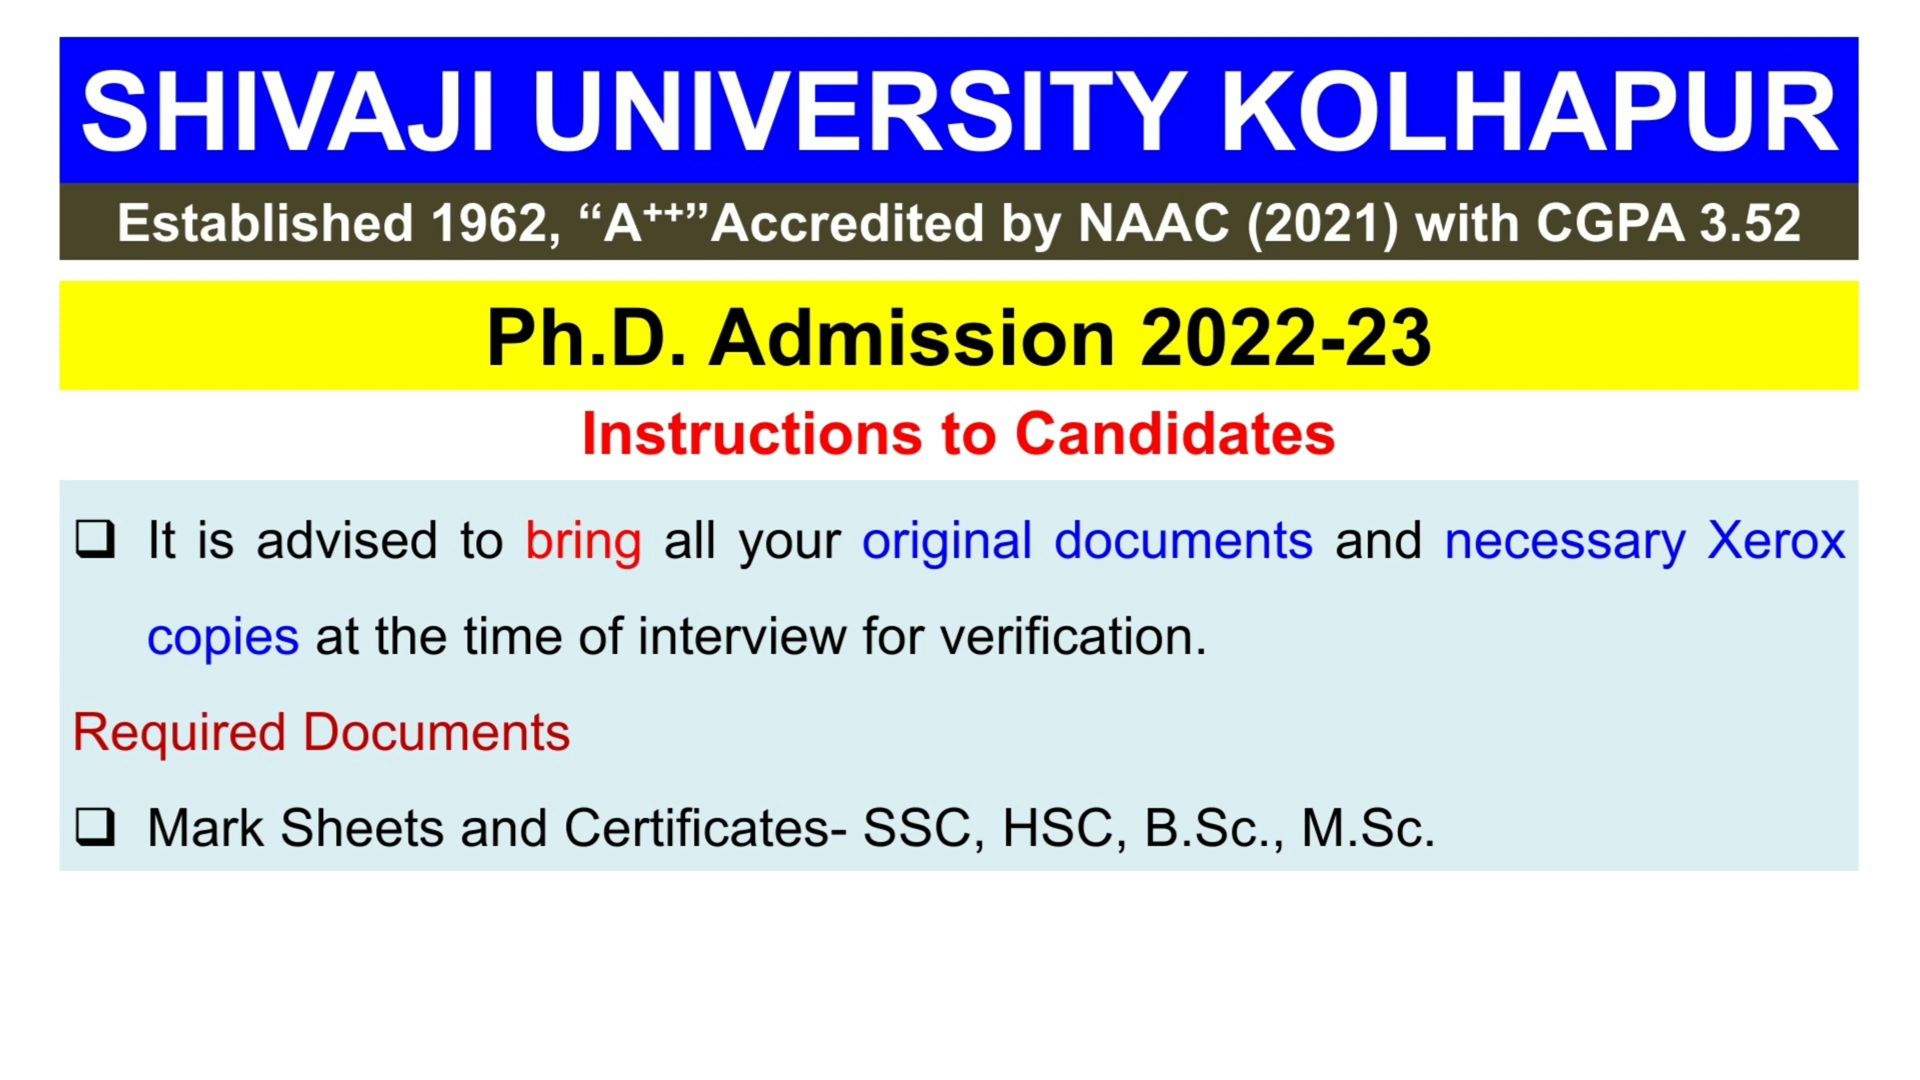 SHIVAJI UNIVERSITY KOLHAPUR
Established 1962, “A++”Accredited by NAAC (2021) with CGPA 3.52
Ph.D. Admission 2022-23
Instructions to Candidates
❑ It is advised to bring all your original documents and necessary Xerox
copies at the time of interview for verification.
Required Documents
❑ Mark Sheets and Certificates- SSC, HSC, B.Sc., M.Sc.